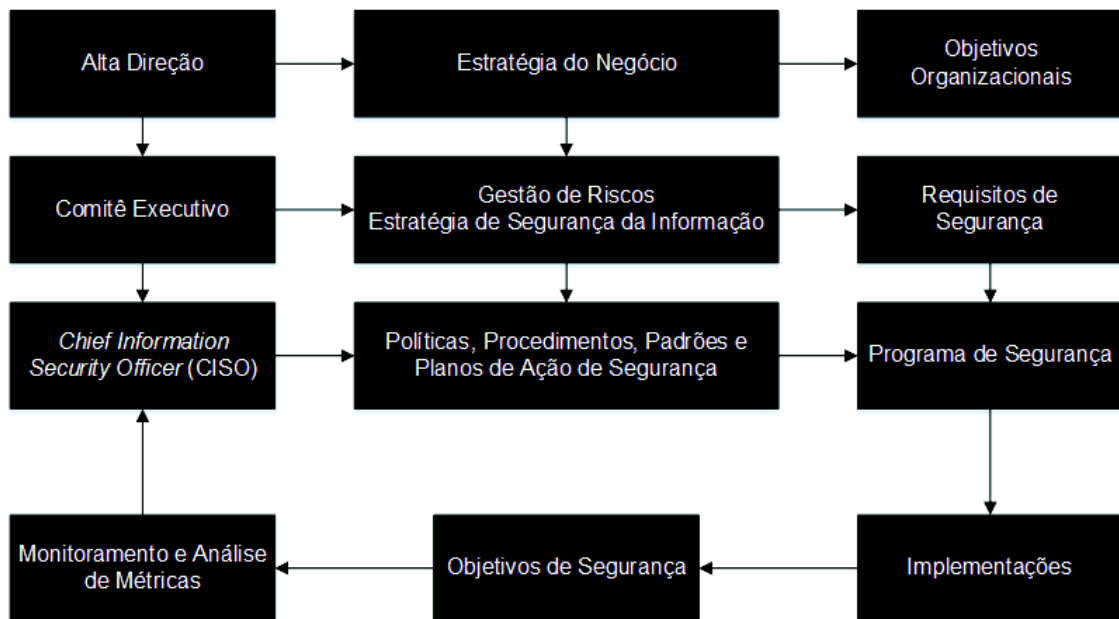 Alta Direção
Estratégia do Negócio
Objetivos
Organizacionais
Comitê Executivo
Gestão de Riscos
Estratégia de Segurança da Informação
Requisitos de
Segurança
Chief Information
Security Officer (CISO)
Políticas, Procedimentos, Padrões e
Planos de Ação de Segurança
Programa de Segurança
Monitoramento e Análise
de Métricas
Objetivos de Segurança
Implementações